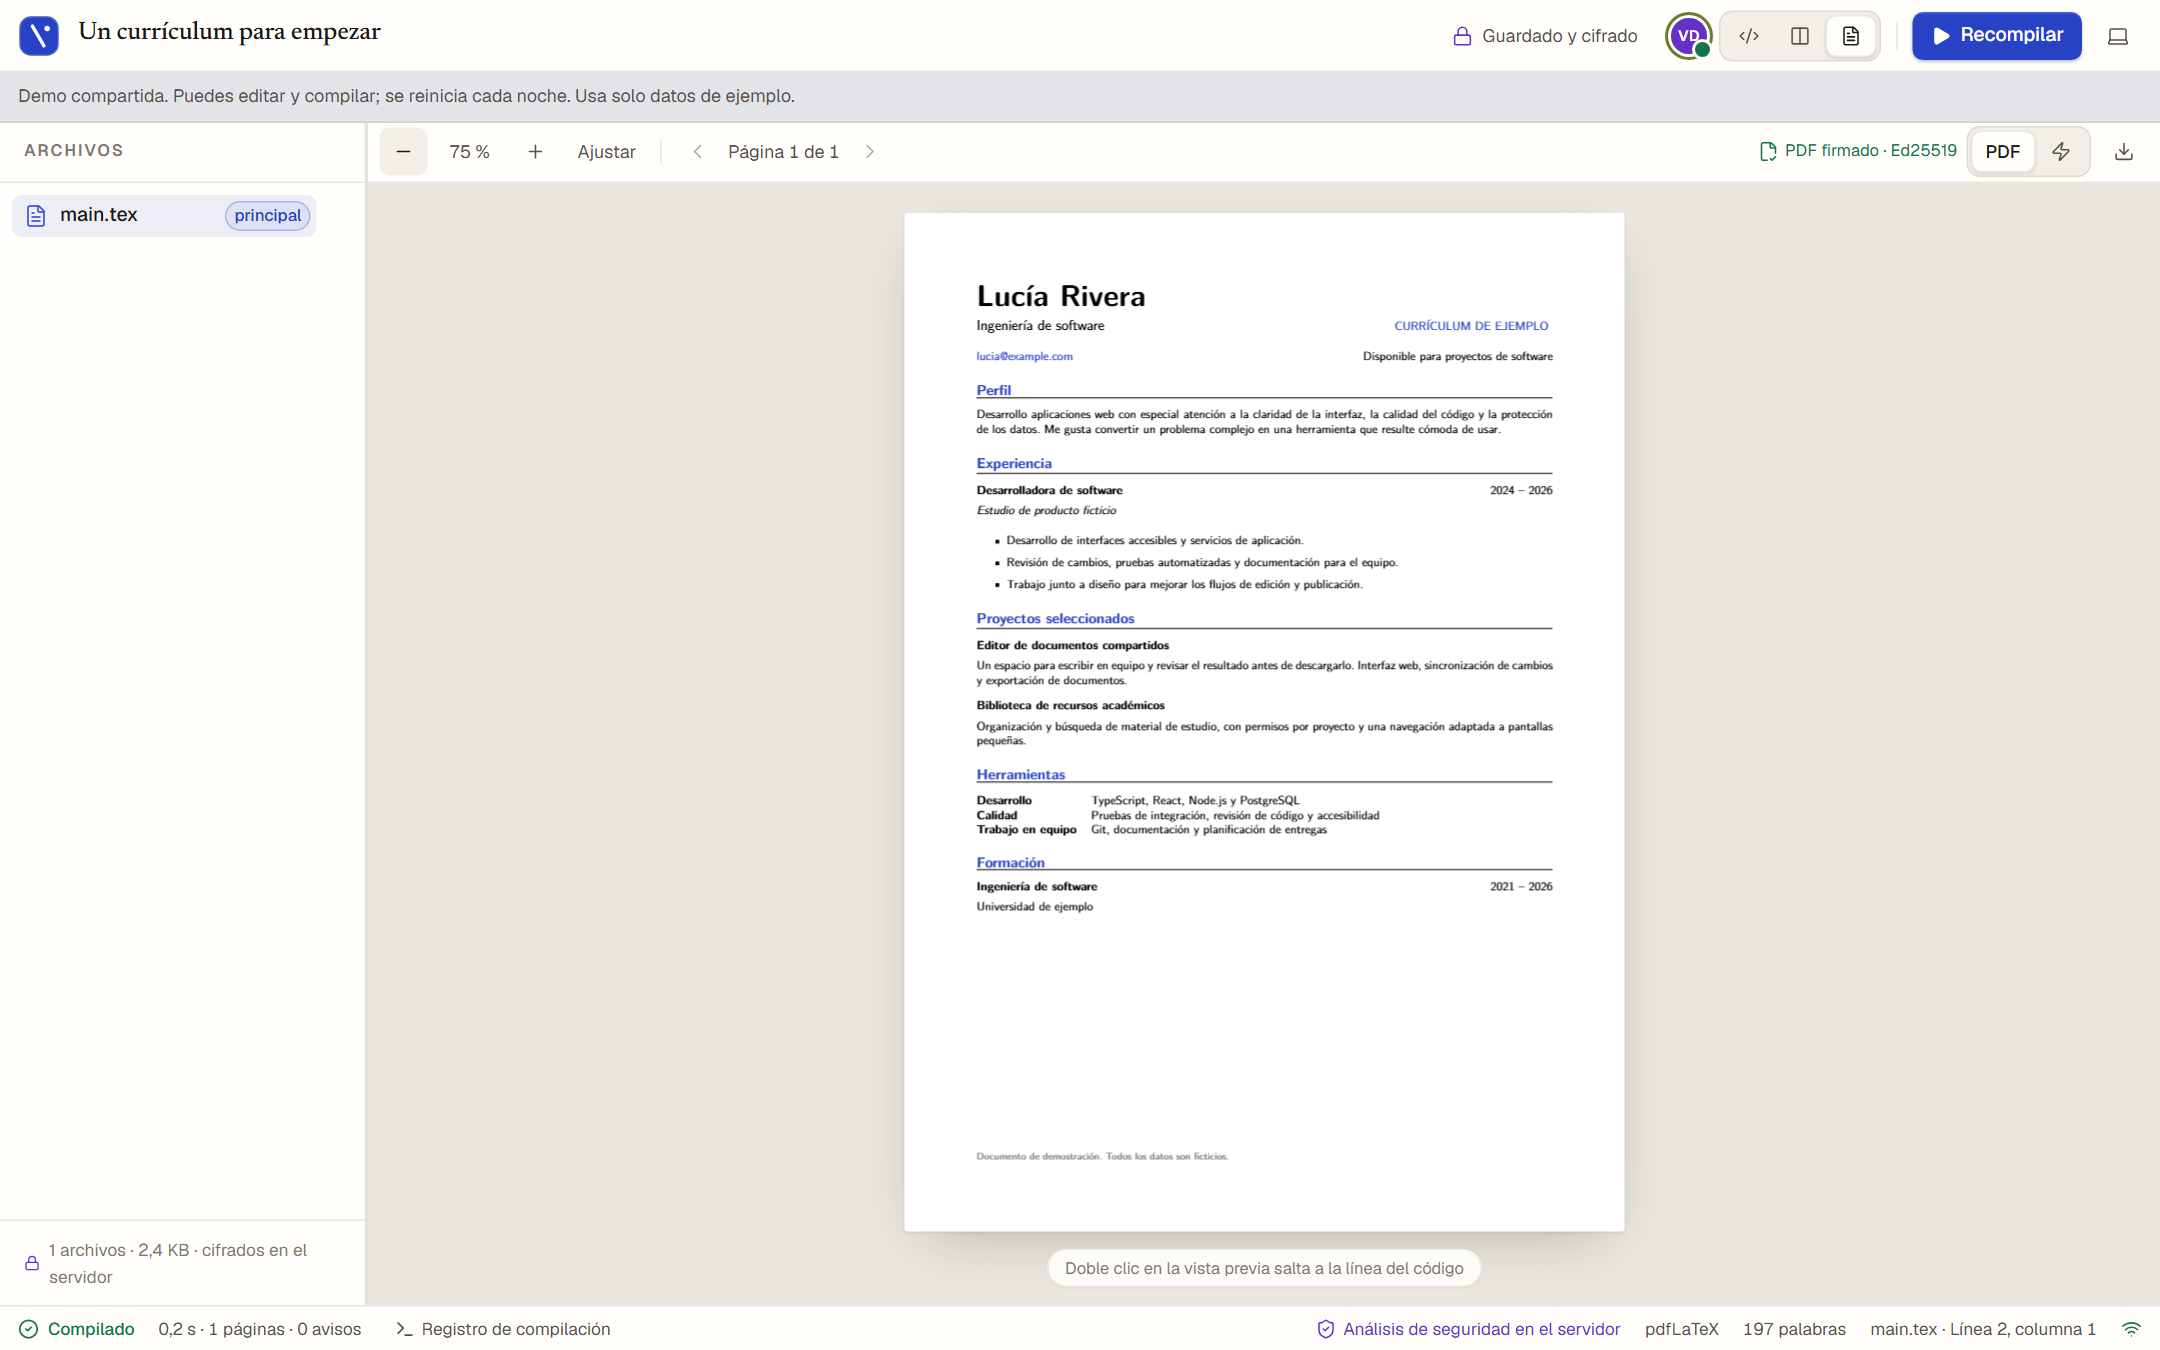 Un currículum para empezar
Guardado y cifrado
VD
Recompilar
Demo compartida. Puedes editar y compilar; se reinicia cada noche. Usa solo datos de ejemplo.
ARCHIVOS
75 %
Ajustar
Página 1 de 1
PDF firmado · Ed25519
PDF
main.tex
principal
Lucía Rivera
Ingeniería de software
CURRÍCULUM DE EJEMPLO
lucia@example.com
Disponible para proyectos de software
Perfil
Desarrollo aplicaciones web con especial atención a la claridad de la interfaz, la calidad del código y la protección
de los datos. Me gusta convertir un problema complejo en una herramienta que resulte cómoda de usar.
Experiencia
Desarrolladora de software
2024 – 2026
Estudio de producto ficticio
Desarrollo de interfaces accesibles y servicios de aplicación.
Revisión de cambios, pruebas automatizadas y documentación para el equipo.
Trabajo junto a diseño para mejorar los flujos de edición y publicación.
Proyectos seleccionados
Editor de documentos compartidos
Un espacio para escribir en equipo y revisar el resultado antes de descargarlo. Interfaz web, sincronización de cambios
y exportación de documentos.
Biblioteca de recursos académicos
Organización y búsqueda de material de estudio, con permisos por proyecto y una navegación adaptada a pantallas
pequeñas.
Herramientas
Desarrollo TypeScript, React, Node.js y PostgreSQL
Calidad Pruebas de integración, revisión de código y accesibilidad
Trabajo en equipo Git, documentación y planificación de entregas
Formación
Ingeniería de software
2021 – 2026
Universidad de ejemplo
Documento de demostración. Todos los datos son ficticios.
1 archivos · 2,4 KB · cifrados en el
servidor
Doble clic en la vista previa salta a la línea del código
Compilado
0,2 s · 1 páginas · 0 avisos
Registro de compilación
Análisis de seguridad en el servidor
pdfLaTeX
197 palabras
main.tex · Línea 2, columna 1